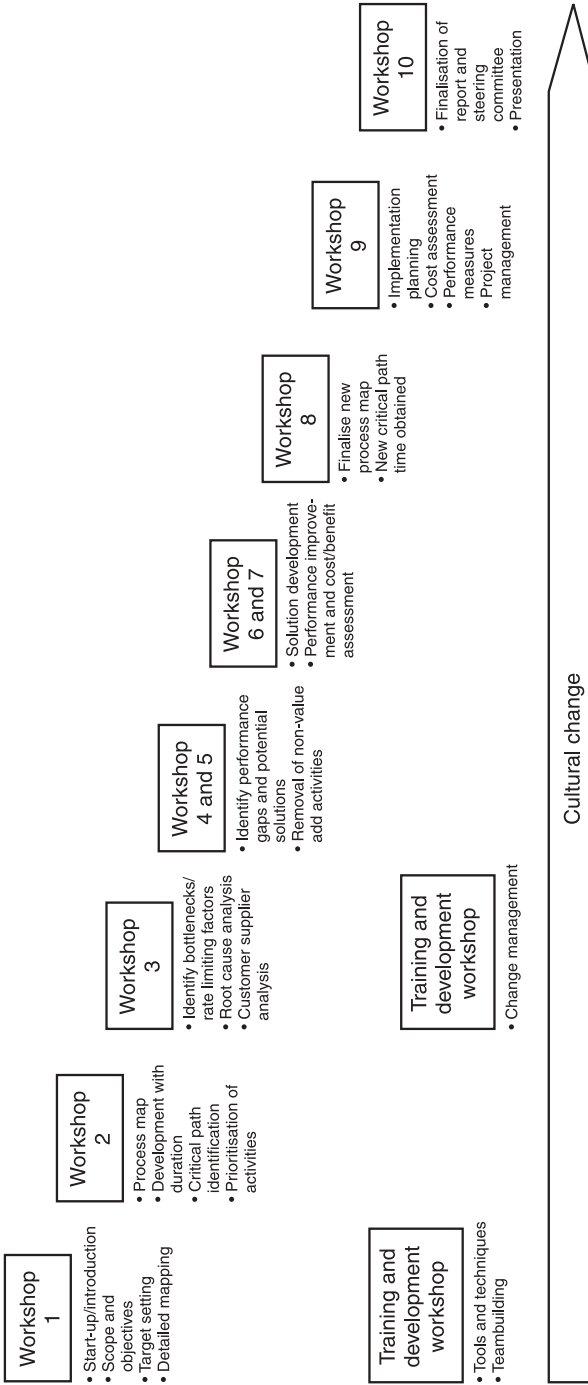 Workshop
1
• Start-up/introduction
• Scope and
objectives
• Target setting
• Detailed mapping
Workshop
2
• Process map
• Development with
duration
• Critical path
identification
• Prioritisation of
activities
Workshop
3
• Identify bottlenecks/
rate limiting factors
• Root cause analysis
• Customer supplier
analysis
Workshop
4 and 5
• Identify performance
gaps and potential
solutions
• Removal of non-value
add activities
Workshop
6 and 7
• Solution development
• Performance improve-
ment and cost/benefit
assessment
Workshop
8
• Finalise new
process map
• New critical path
time obtained
Workshop
9
• Implementation
planning
• Cost assessment
• Performance
measures
• Project
management
Workshop
10
• Finalisation of
report and
steering
committee
• Presentation
Training and
development
workshop
• Tools and techniques
• Teambuilding
Training and
development
workshop
• Change management
Cultural change